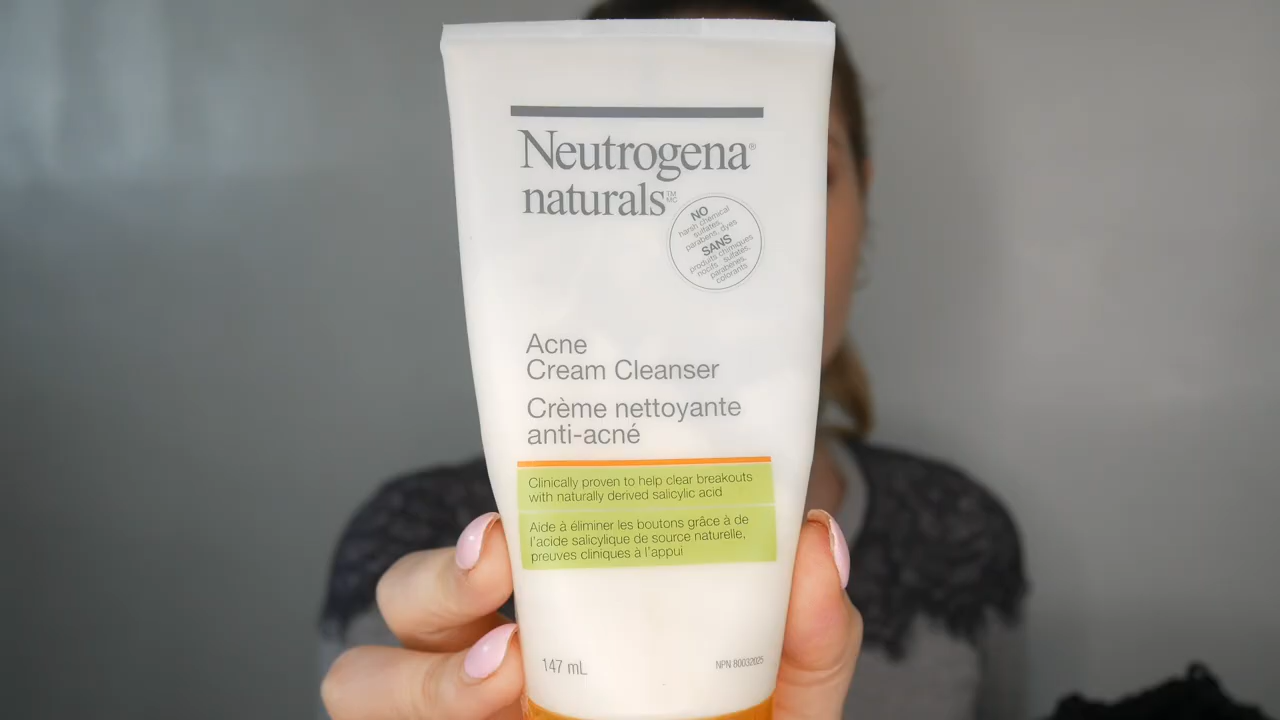 Neutrogena®
naturals™ MC
NO
harsh chemical
sulfates,
parabens, dyes
SANS
produits chimiques
nocifs, sulfates,
parabènes,
colorants
Acne
Cream Cleanser
Crème nettoyante
anti-acné
Clinically proven to help clear breakouts
with naturally derived salicylic acid
Aide à éliminer les boutons grâce à de
l'acide salicylique de source naturelle,
preuves cliniques à l'appui
147 mL
NPN 80032025